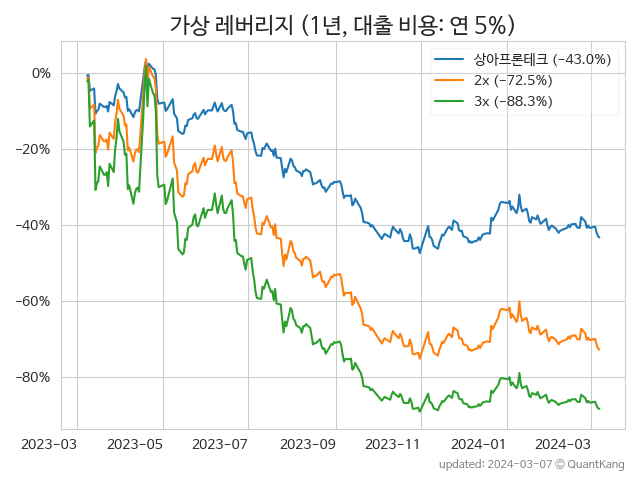 가상 레버리지 (1년, 대출 비용: 연 5%)
상아프론테크 (−43.0%)
2x (−72.5%)
3x (−88.3%)
0%
−20%
−40%
−60%
−80%
2023-03 2023-05 2023-07 2023-09 2023-11 2024-01 2024-03
updated: 2024-03-07 © QuantKang